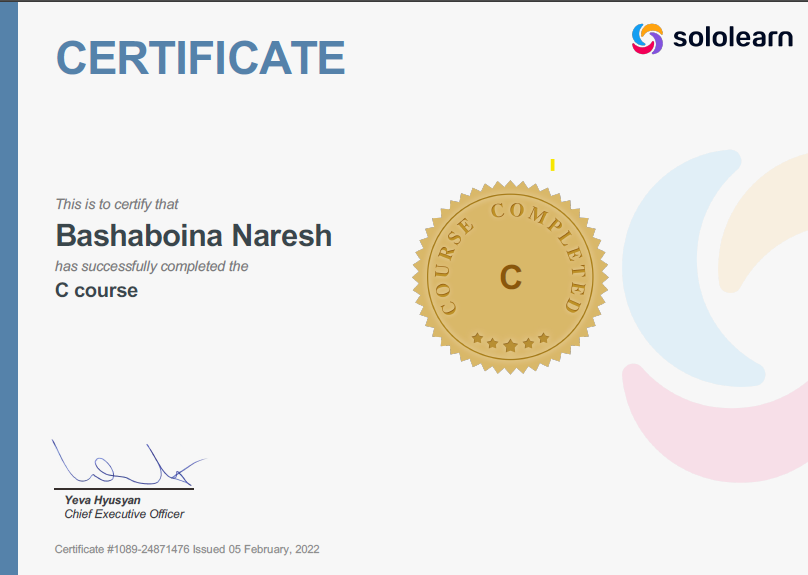 CERTIFICATE
sololearn
This is to certify that
Bashaboina Naresh
has successfully completed the
C course
COURSE COMPLETED
C
Yeva Hyusyan
Chief Executive Officer
Certificate #1089-24871476 Issued 05 February, 2022